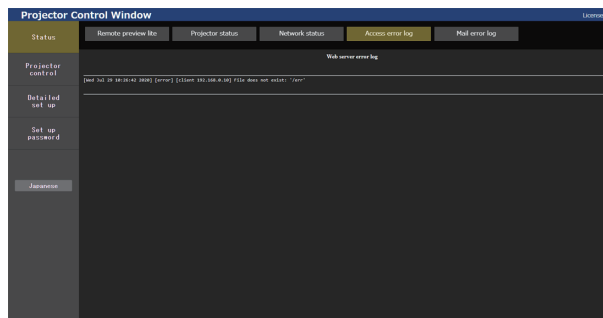 Projector Control Window
License
Status
Remote preview lite
Projector status
Network status
Access error log
Mail error log
Web server error log
[Wed Jul 29 10:16:42 2020] [error] [client 192.168.0.10] File does not exist: '/err'
Projector
control
Detailed
set up
Set up
password
Japanese